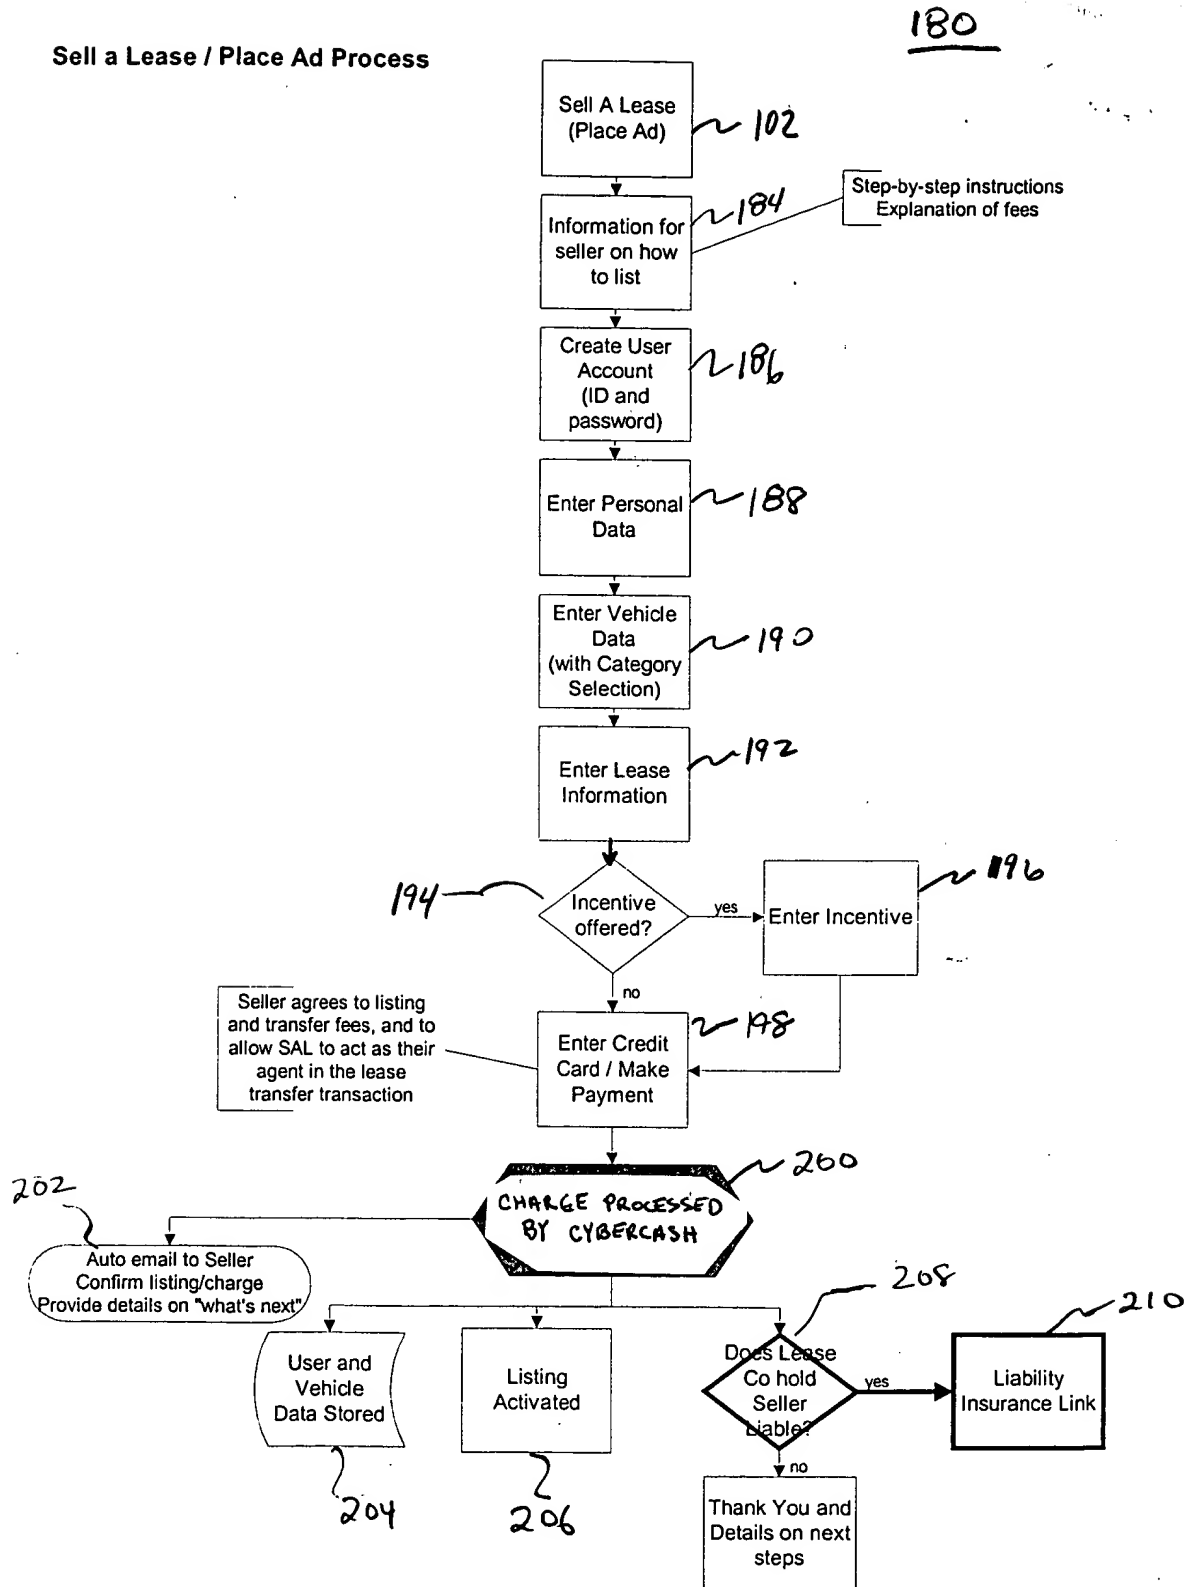 180
Sell a Lease / Place Ad Process
Sell A Lease
(Place Ad)
102
184
Step-by-step instructions
Explanation of fees
Information for
seller on how
to list
Create User
Account
(ID and
password)
186
Enter Personal
Data
188
Enter Vehicle
Data
(with Category
Selection)
190
Enter Lease
Information
192
194
Incentive
offered?
yes
Enter Incentive
196
no
Seller agrees to listing
and transfer fees, and to
allow SAL to act as their
agent in the lease
transfer transaction
Enter Credit
Card / Make
Payment
198
200
CHARGE PROCESSED
BY CYBERCASH
202
Auto email to Seller
Confirm listing/charge
Provide details on "what's next"
User and
Vehicle
Data Stored
204
Listing
Activated
206
208
Does Lease
Co hold
Seller
Liable?
yes
210
Liability
Insurance Link
no
Thank You and
Details on next
steps